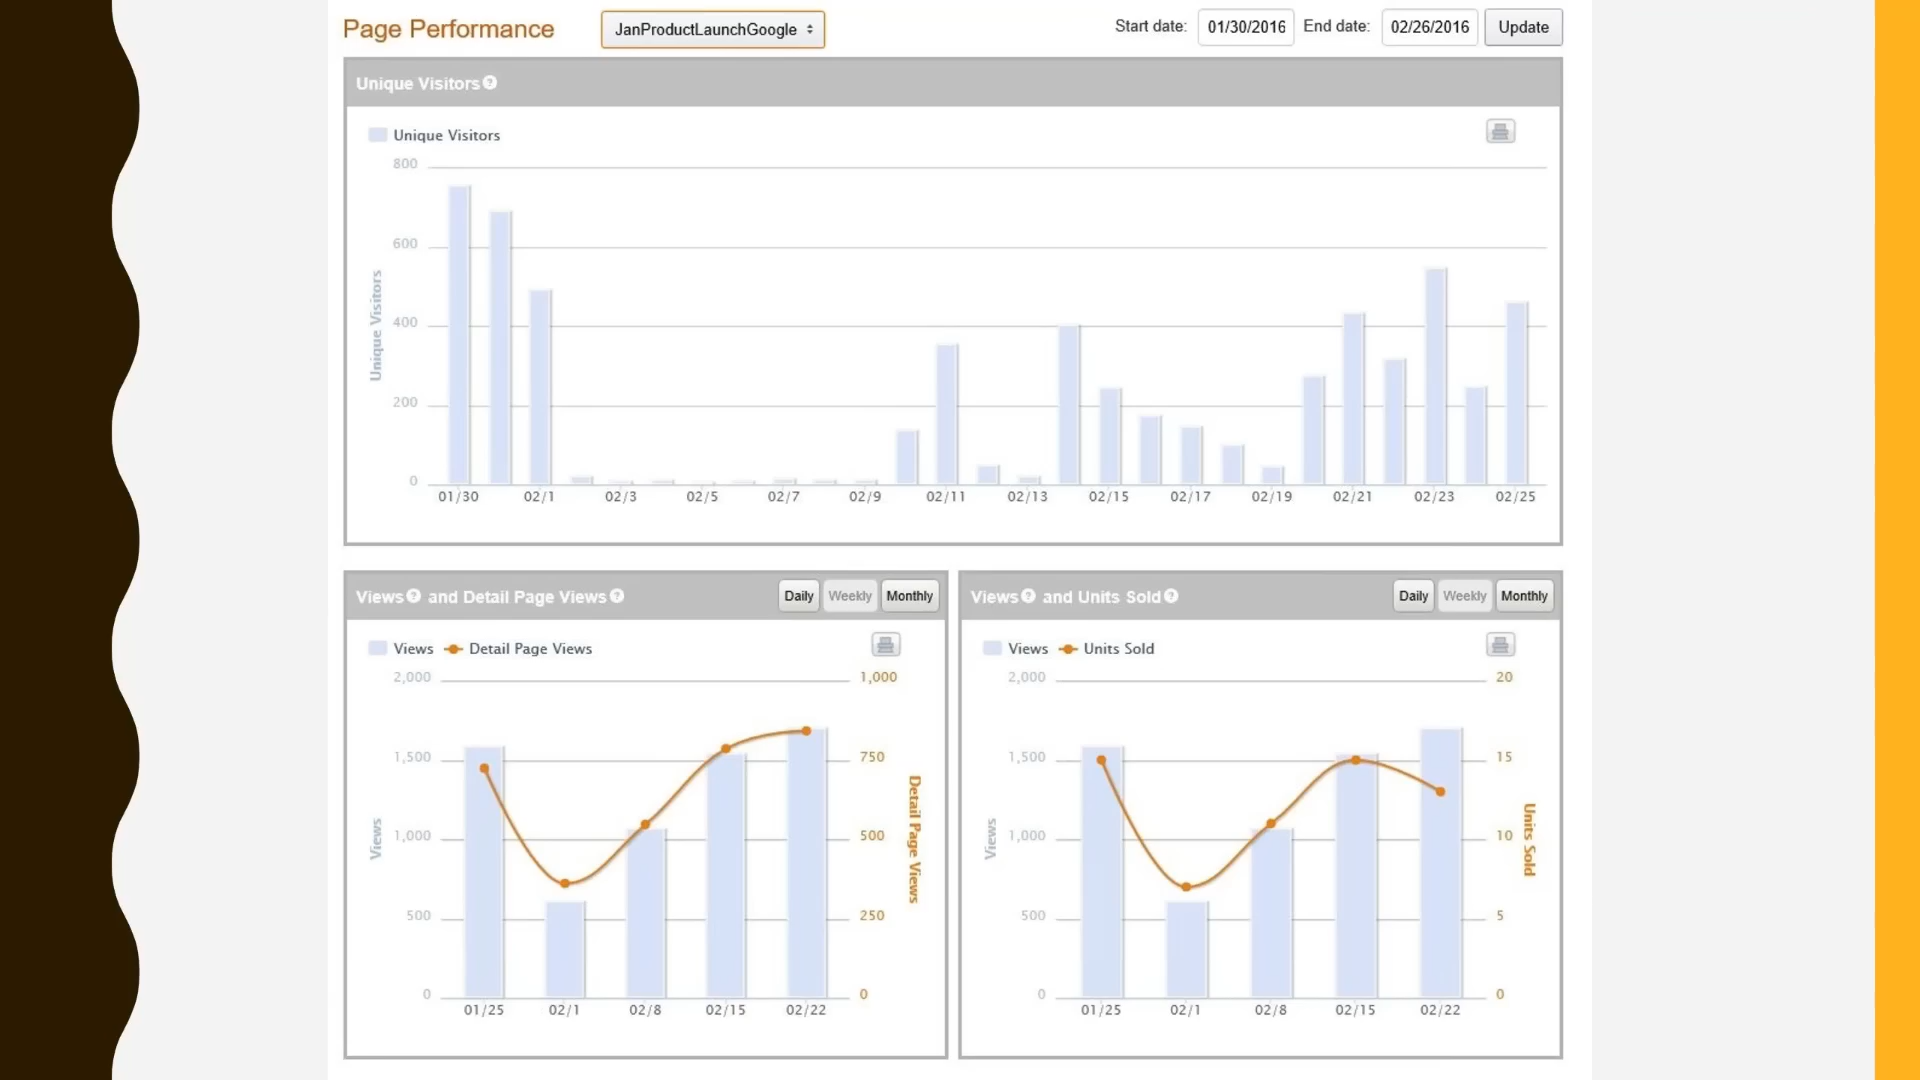 Page Performance
JanProductLaunchGoogle
Start date: 01/30/2016 End date: 02/26/2016 Update
Unique Visitors ?
Unique Visitors
800
600
400
200
0
Unique Visitors
01/30 02/1 02/3 02/5 02/7 02/9 02/11 02/13 02/15 02/17 02/19 02/21 02/23 02/25
Views ? and Detail Page Views ?
Daily Weekly Monthly
Views Detail Page Views
2,000 1,000
1,500 750
1,000 500
500 250
0 0
Views
Detail Page Views
01/25 02/1 02/8 02/15 02/22
Views ? and Units Sold ?
Daily Weekly Monthly
Views Units Sold
2,000 20
1,500 15
1,000 10
500 5
0 0
Views
Units Sold
01/25 02/1 02/8 02/15 02/22